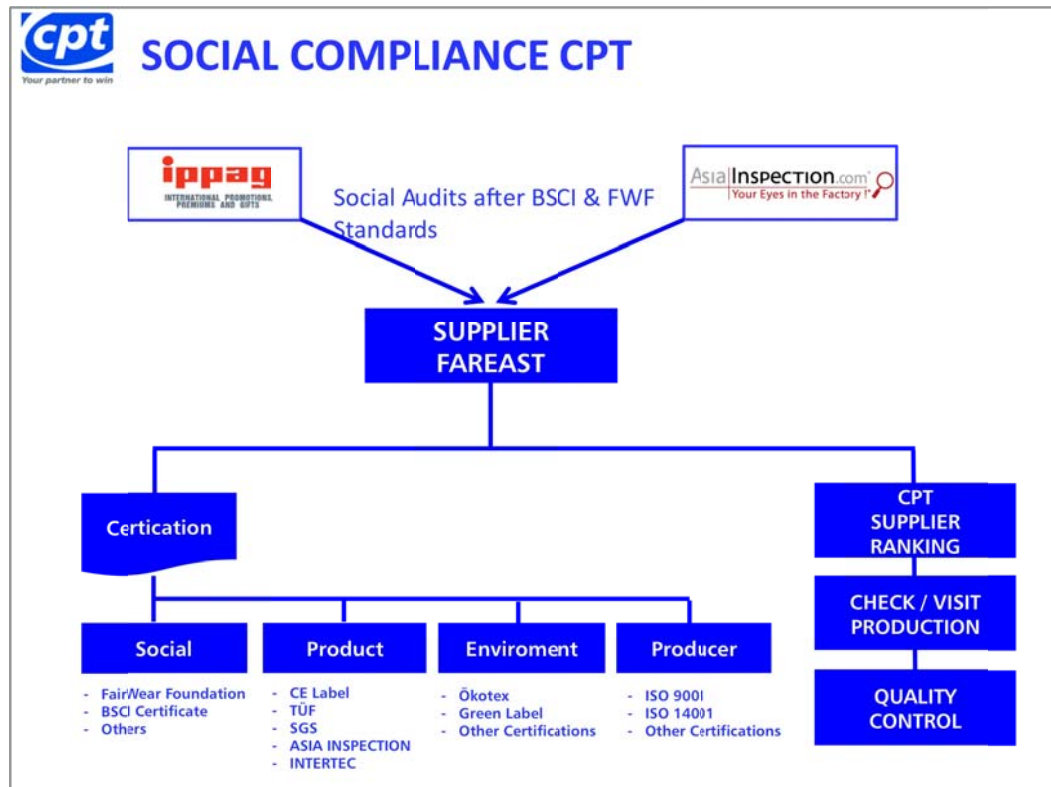 cpt
Your partner to win
SOCIAL COMPLIANCE CPT
ippag
INTERNATIONAL PROMOTIONS,
PREMIUMS AND GIFTS
Social Audits after BSCI & FWF
Standards
Asia Inspection.com
Your Eyes in the Factory !
SUPPLIER
FAREAST
Certication
CPT
SUPPLIER
RANKING
CHECK / VISIT
PRODUCTION
QUALITY
CONTROL
Social
- FairWear Foundation
- BSCI Certificate
- Others
Product
- CE Label
- TÜF
- SGS
- ASIA INSPECTION
- INTERTEC
Enviroment
- Ökotex
- Green Label
- Other Certifications
Producer
- ISO 900l
- ISO 14001
- Other Certifications